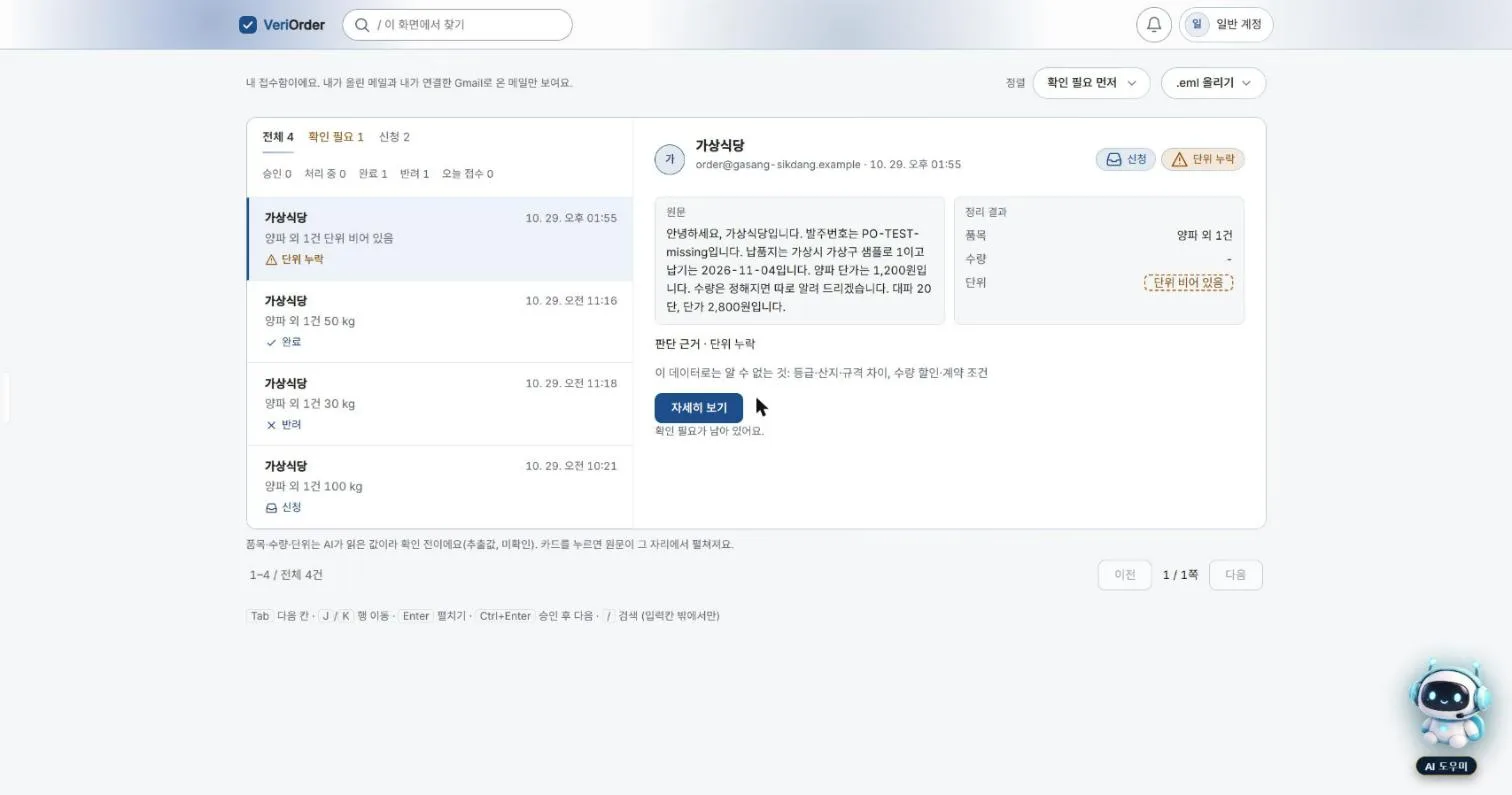 VeriOrder
/ 이 화면에서 찾기
일 일반 계정
내 접수함이에요. 내가 올린 메일과 내가 연결한 Gmail로 온 메일만 보여요.
정렬 확인 필요 먼저 .eml 올리기
전체 4 확인 필요 1 신청 2
승인 0 처리 중 0 완료 1 반려 1 오늘 접수 0
가상식당 10. 29. 오후 01:55
양파 외 1건 단위 비어 있음
단위 누락
가상식당 10. 29. 오전 11:16
양파 외 1건 50 kg
완료
가상식당 10. 29. 오전 11:18
양파 외 1건 30 kg
반려
가상식당 10. 29. 오전 10:21
양파 외 1건 100 kg
신청
가 가상식당
order@gasang-sikdang.example · 10. 29. 오후 01:55
신청 단위 누락
원문
안녕하세요, 가상식당입니다. 발주번호는 PO-TEST-
missing입니다. 납품지는 가상시 가상구 샘플로 1이고
납기는 2026-11-04입니다. 양파 단가는 1,200원입
니다. 수량은 정해지면 따로 알려 드리겠습니다. 대파 20
단, 단가 2,800원입니다.
정리 결과
품목 양파 외 1건
수량 -
단위 단위 비어 있음
판단 근거 · 단위 누락
이 데이터로는 알 수 없는 것: 등급·산지·규격 차이, 수량 할인·계약 조건
자세히 보기
확인 필요가 남아 있어요.
품목·수량·단위는 AI가 읽은 값이라 확인 전이에요(추출값, 미확인). 카드를 누르면 원문이 그 자리에서 펼쳐져요.
1–4 / 전체 4건
이전 1 / 1쪽 다음
Tab 다음 칸 · J / K 행 이동 · Enter 펼치기 · Ctrl+Enter 승인 후 다음 · / 검색 (입력칸 밖에서만)
AI 도우미